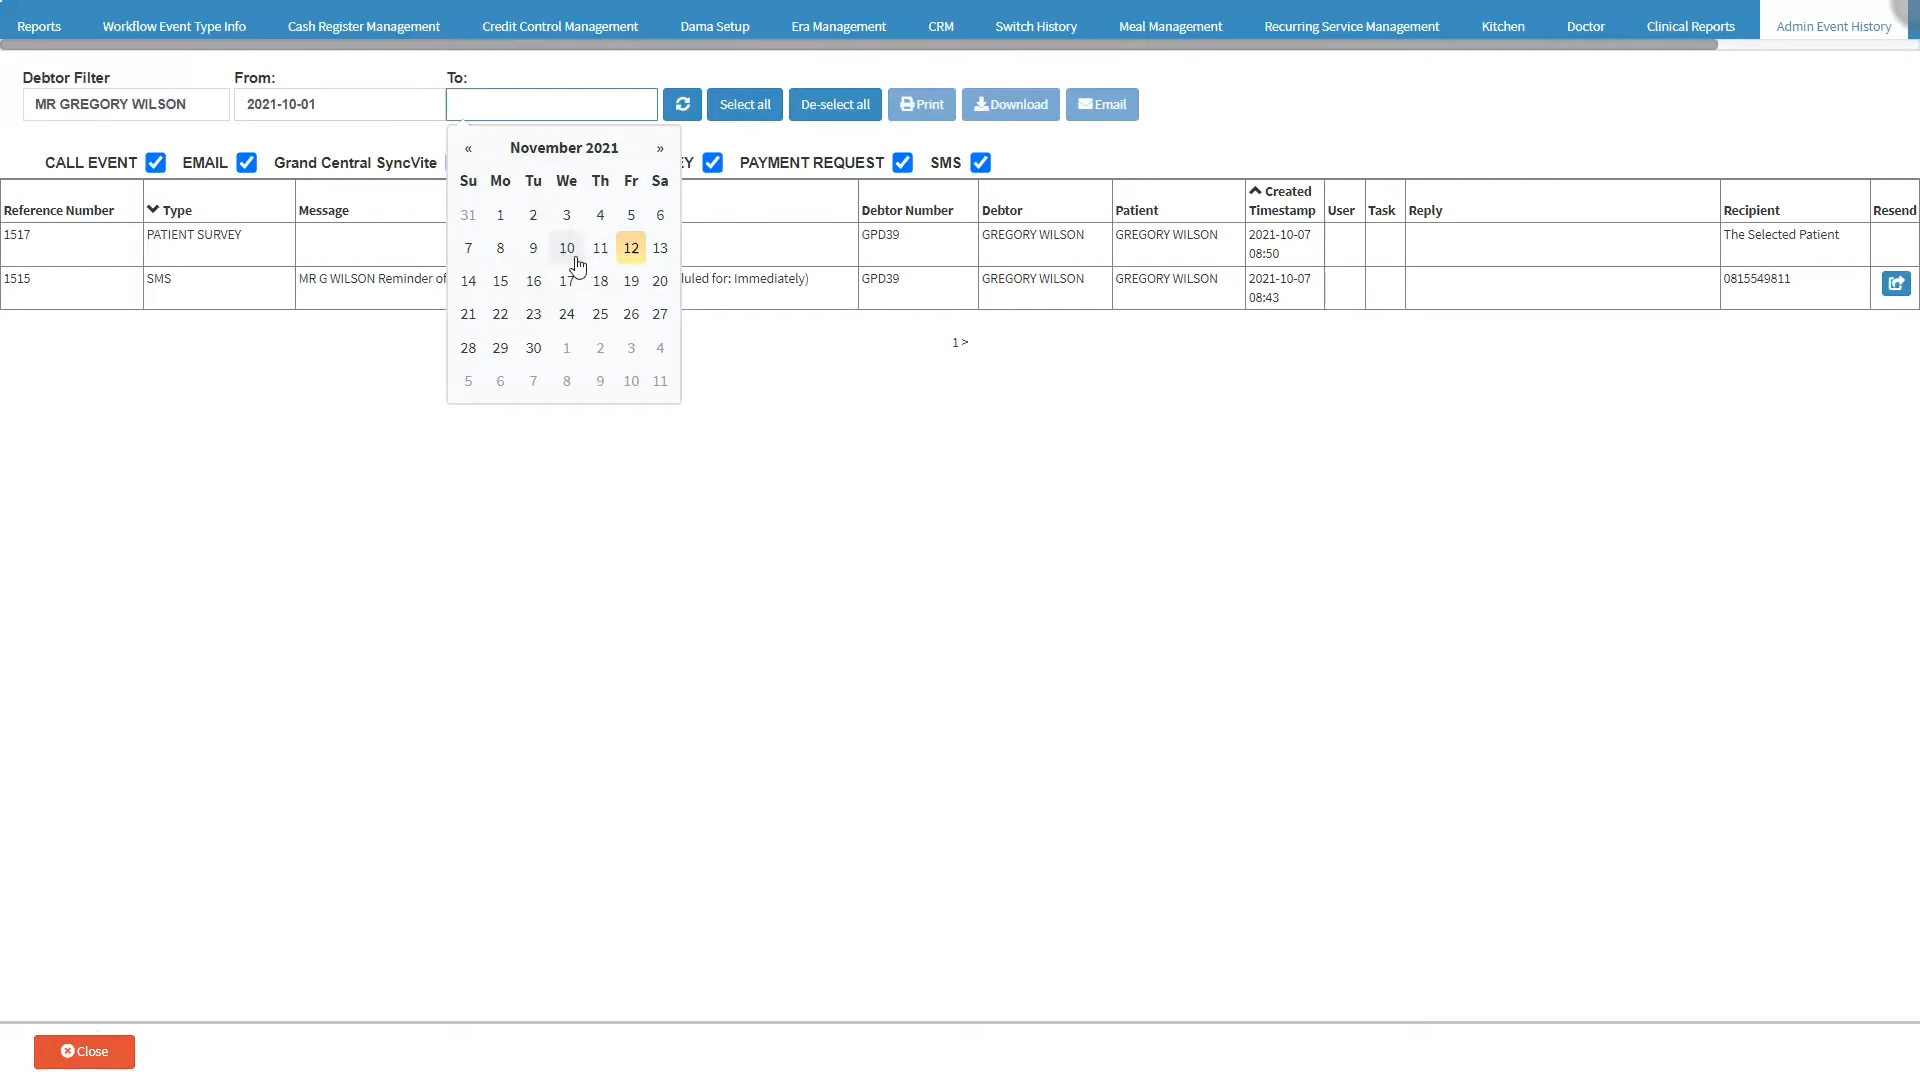 Reports Workflow Event Type Info Cash Register Management Credit Control Management Dama Setup Era Management CRM Switch History Meal Management Recurring Service Management Kitchen Doctor Clinical Reports Admin Event History
Debtor Filter From: To:
MR GREGORY WILSON 2021-10-01 Select all De-select all Print Download Email
« November 2021 »
CALL EVENT EMAIL Grand Central SyncVite EY PAYMENT REQUEST SMS
Su Mo Tu We Th Fr Sa
31 1 2 3 4 5 6
7 8 9 10 11 12 13
14 15 16 17 18 19 20
21 22 23 24 25 26 27
28 29 30 1 2 3 4
5 6 7 8 9 10 11
Reference Number Type Message Debtor Number Debtor Patient Created Timestamp User Task Reply Recipient Resend
1517 PATIENT SURVEY GPD39 GREGORY WILSON GREGORY WILSON 2021-10-07 The Selected Patient
08:50
1515 SMS MR G WILSON Reminder of uled for: Immediately) GPD39 GREGORY WILSON GREGORY WILSON 2021-10-07 0815549811
08:43
1 >
Close